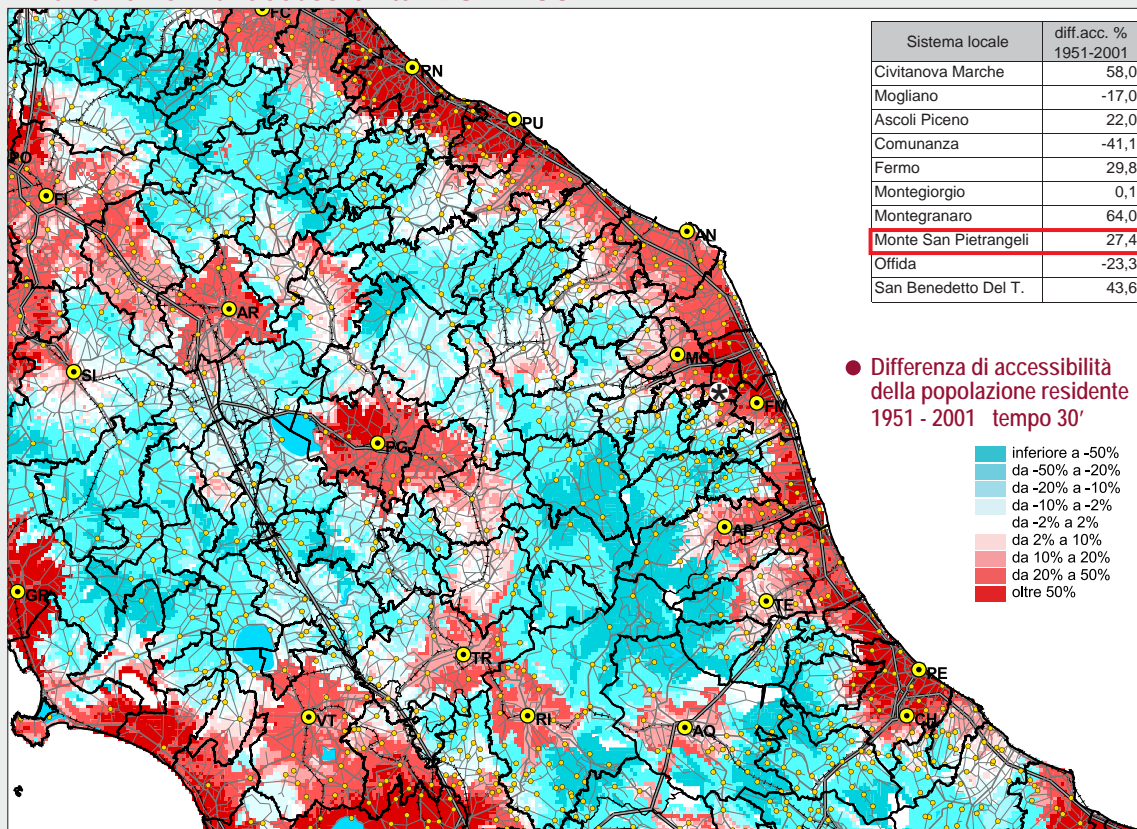 Sistema locale diff.acc. % 1951-2001
Civitanova Marche 58,0
Mogliano -17,0
Ascoli Piceno 22,0
Comunanza -41,1
Fermo 29,8
Montegiorgio 0,1
Montegranaro 64,0
Monte San Pietrangeli 27,4
Offida -23,3
San Benedetto Del T. 43,6
Differenza di accessibilità
della popolazione residente
1951 - 2001 tempo 30'
inferiore a -50%
da -50% a -20%
da -20% a -10%
da -10% a -2%
da -2% a 2%
da 2% a 10%
da 10% a 20%
da 20% a 50%
oltre 50%
FC
RN
PU
PO
FI
AN
AR
MC
SI
*
FM
PG
AP
GR
TE
TR
PE
VT
RI
CH
AQ